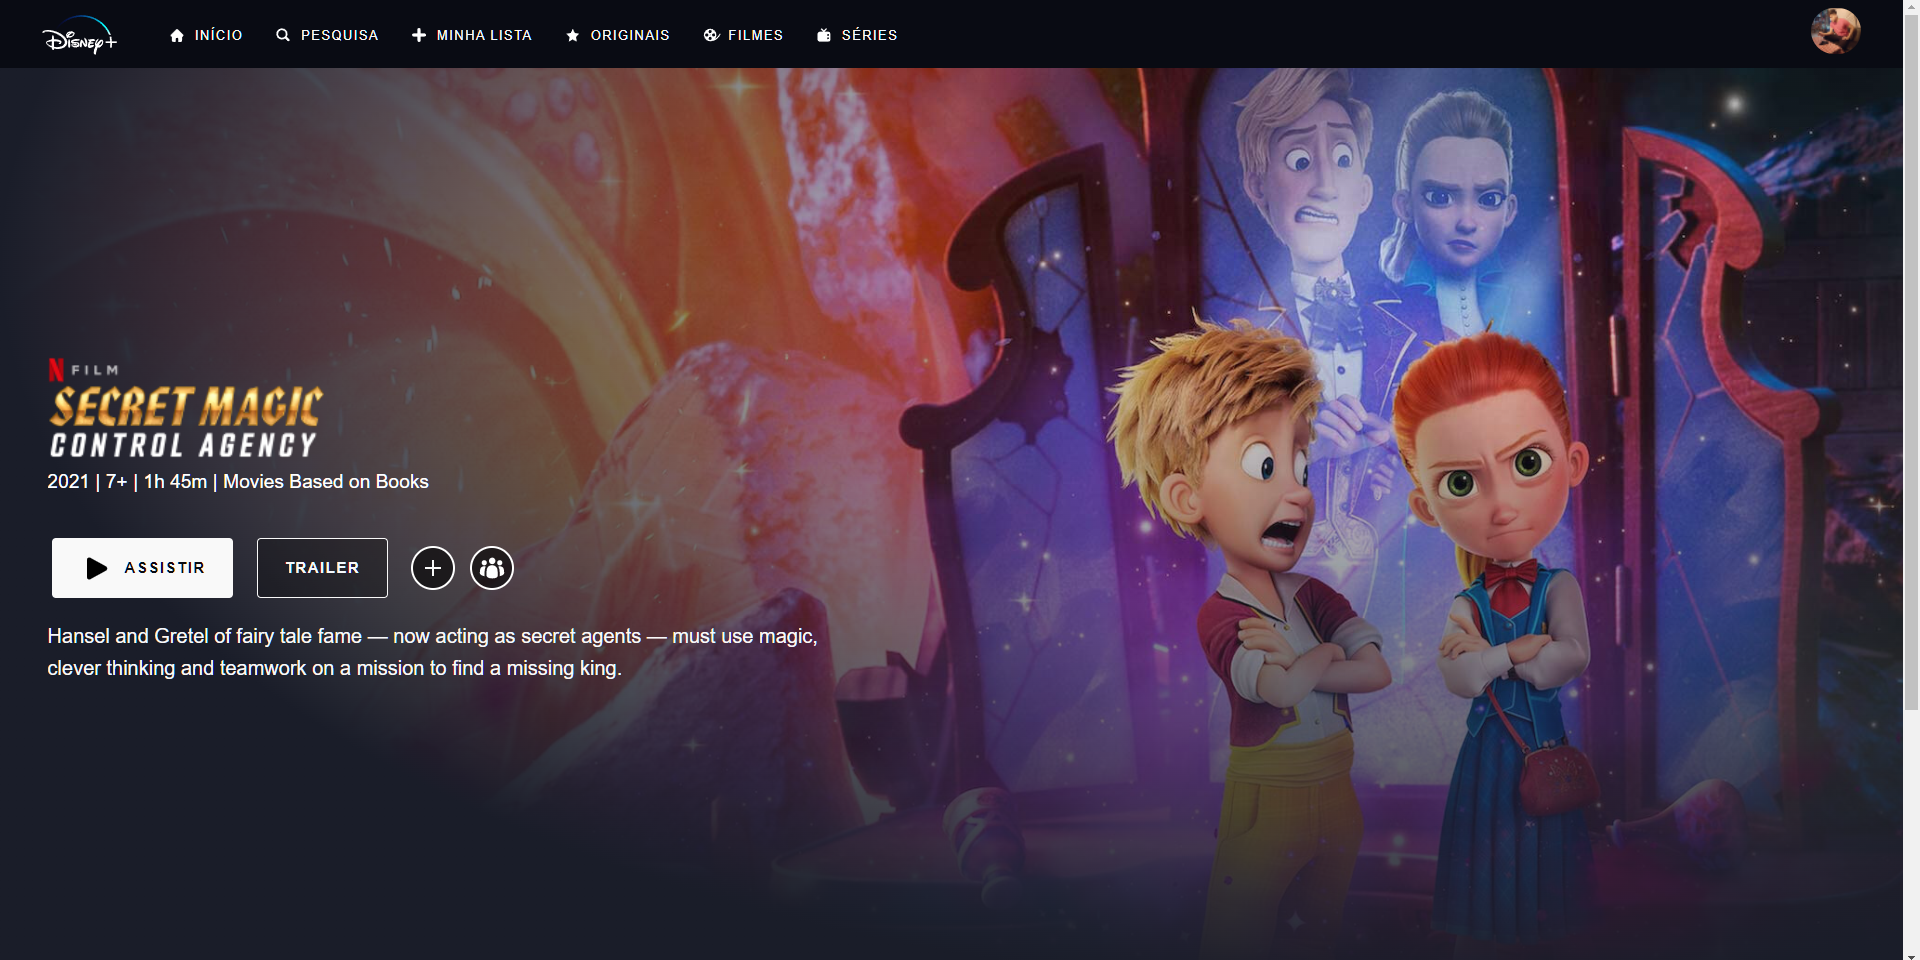 Disney+
INÍCIO
PESQUISA
MINHA LISTA
ORIGINAIS
FILMES
SÉRIES
N FILM
SECRET MAGIC
CONTROL AGENCY
2021 | 7+ | 1h 45m | Movies Based on Books
ASSISTIR
TRAILER
Hansel and Gretel of fairy tale fame — now acting as secret agents — must use magic,
clever thinking and teamwork on a mission to find a missing king.